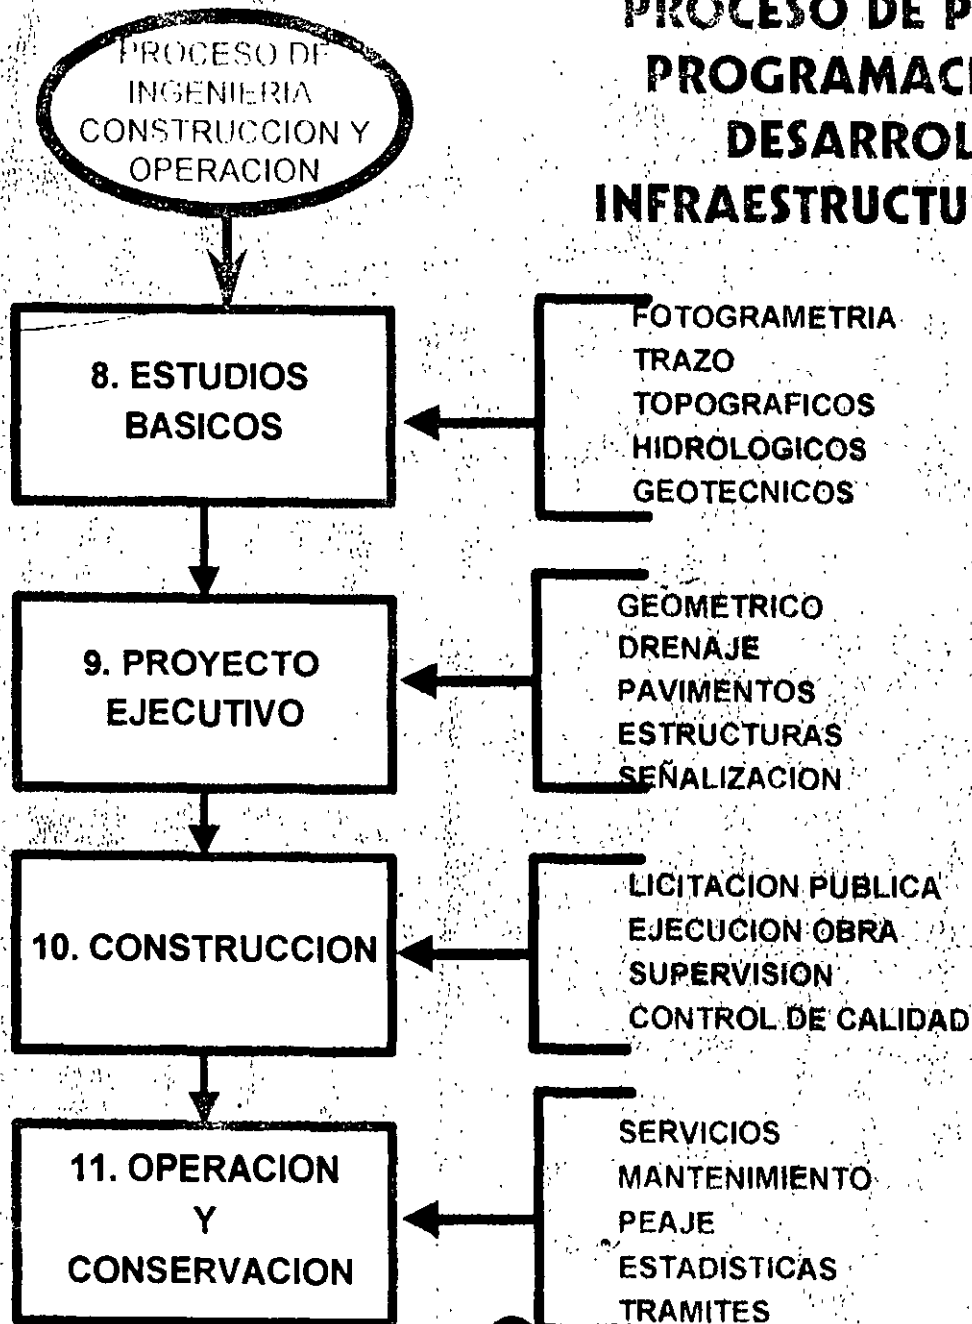 PROCESO DE
PROGRAMACI
DESARROL
INFRAESTRUCTU
PROCESO DE
INGENIERIA
CONSTRUCCION Y
OPERACION
8. ESTUDIOS
BASICOS
FOTOGRAMETRIA
TRAZO
TOPOGRAFICOS
HIDROLOGICOS
GEOTECNICOS
9. PROYECTO
EJECUTIVO
GEOMETRICO
DRENAJE
PAVIMENTOS
ESTRUCTURAS
SEÑALIZACION
10. CONSTRUCCION
LICITACION PUBLICA
EJECUCION OBRA
SUPERVISION
CONTROL DE CALIDAD
11. OPERACION
Y
CONSERVACION
SERVICIOS
MANTENIMIENTO
PEAJE
ESTADISTICAS
TRAMITES